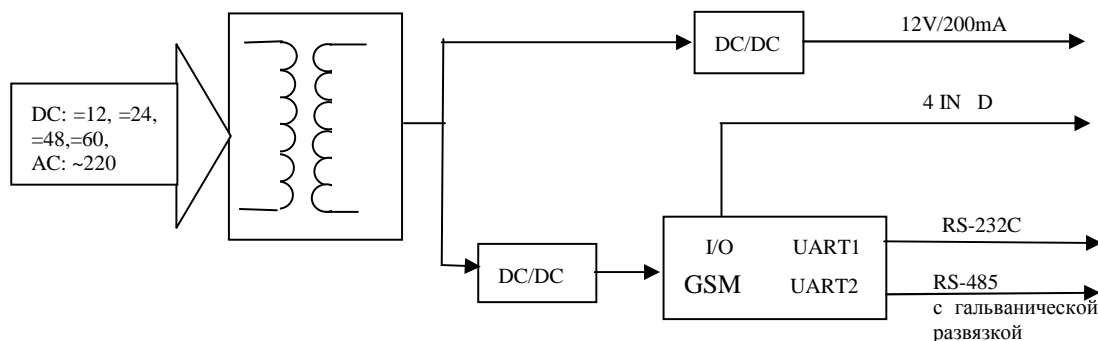 DC: =12, =24,
=48,=60,
AC: ~220
DC/DC
12V/200mA
4 IN D
DC/DC
I/O UART1
GSM UART2
RS-232C
RS-485
с гальванической
развязкой